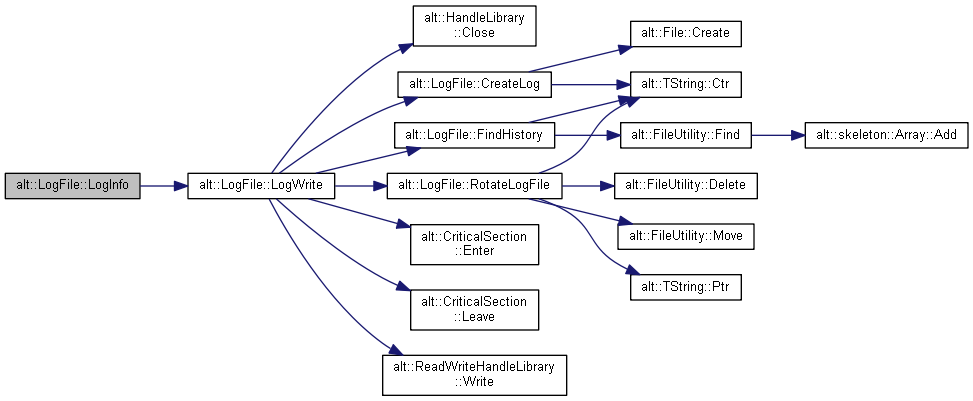 alt::LogFile::LogInfo
alt::LogFile::LogWrite
alt::HandleLibrary
::Close
alt::LogFile::CreateLog
alt::LogFile::FindHistory
alt::LogFile::RotateLogFile
alt::CriticalSection
::Enter
alt::CriticalSection
::Leave
alt::ReadWriteHandleLibrary
::Write
alt::File::Create
alt::TString::Ctr
alt::FileUtility::Find
alt::FileUtility::Delete
alt::FileUtility::Move
alt::TString::Ptr
alt::skeleton::Array::Add